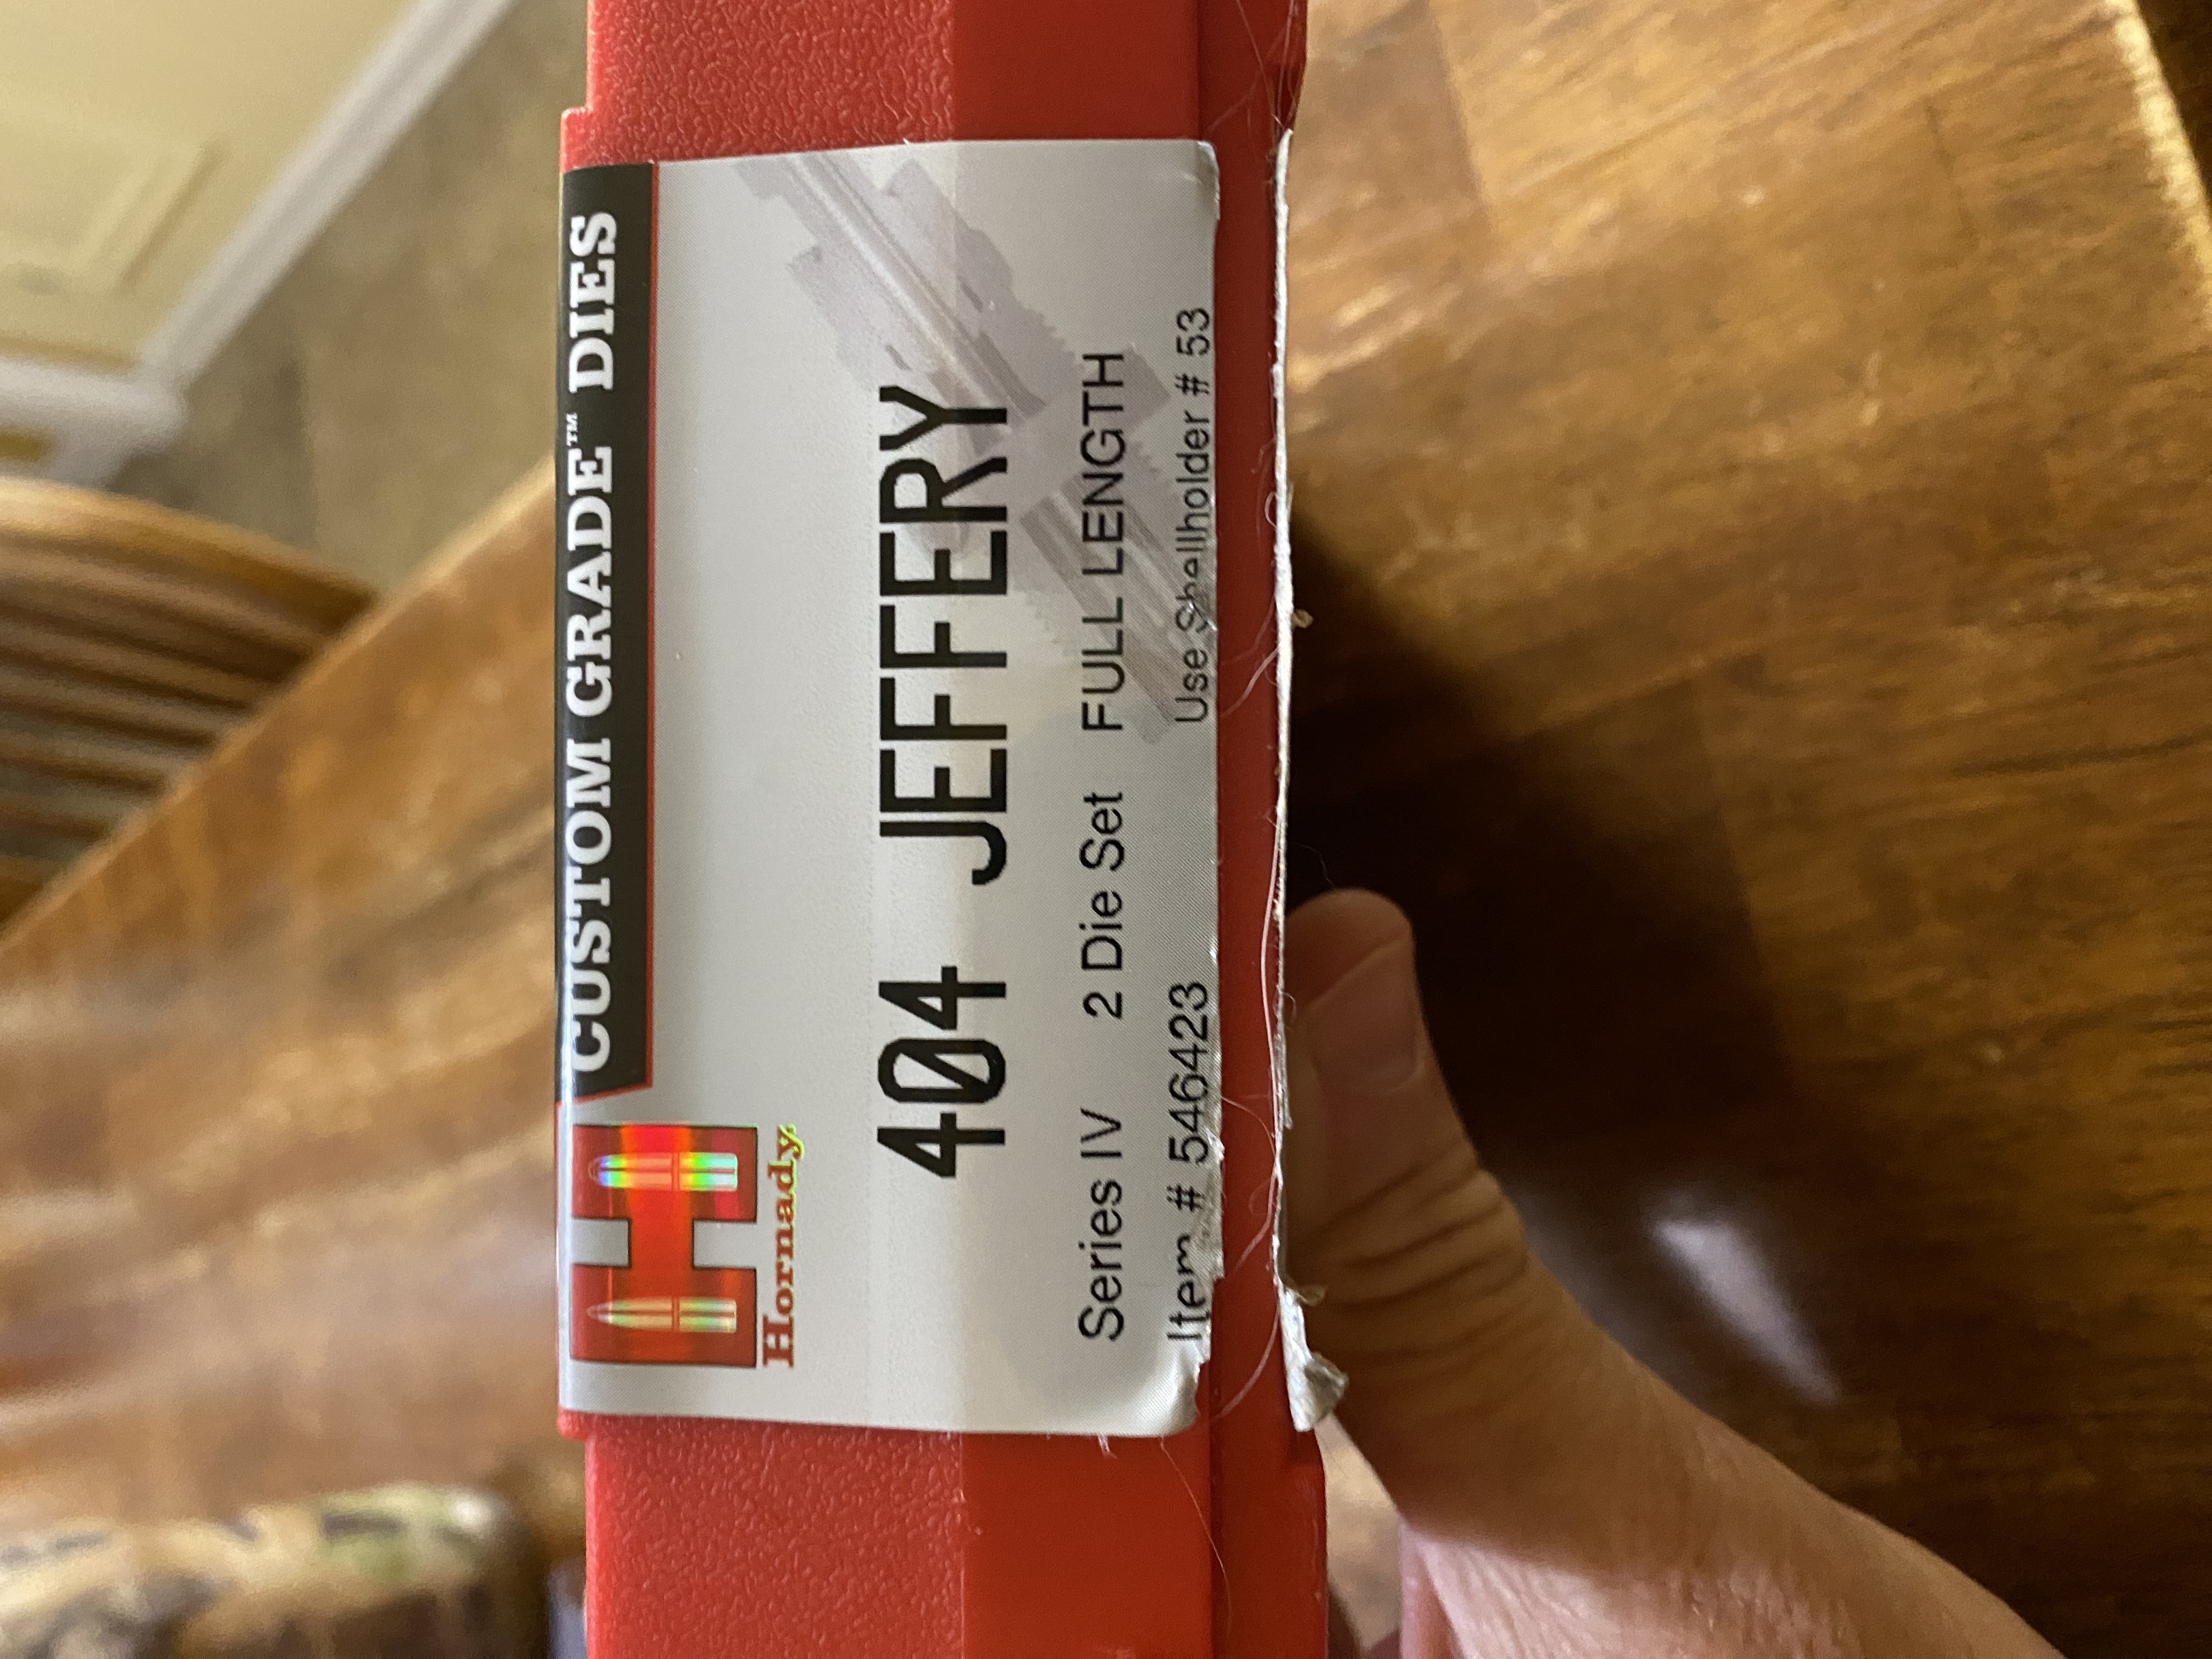 CUSTOM GRADE™ DIES
Hornady.
404 JEFFERY
Series IV 2 Die Set FULL LENGTH
Item # 546423 Use Shellholder # 53